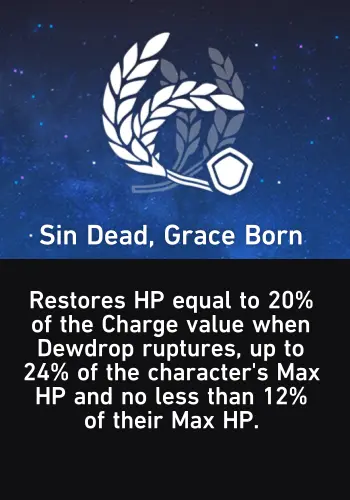 Sin Dead, Grace Born
Restores HP equal to 20%
of the Charge value when
Dewdrop ruptures, up to
24% of the character's Max
HP and no less than 12%
of their Max HP.